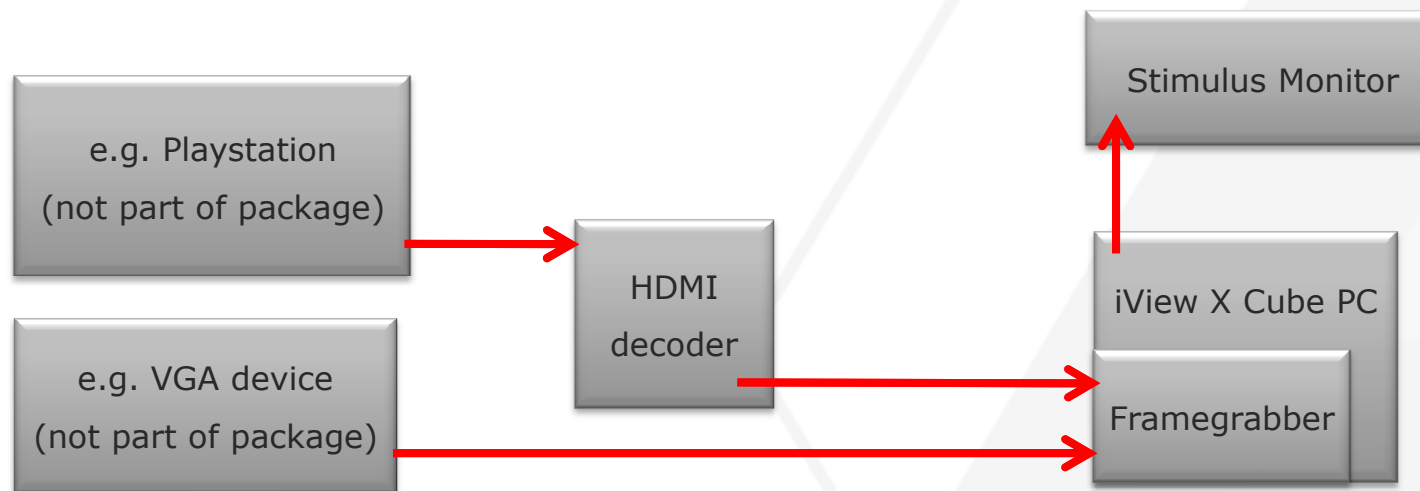 e.g. Playstation
(not part of package)
e.g. VGA device
(not part of package)
HDMI
decoder
Stimulus Monitor
iView X Cube PC
Framegrabber